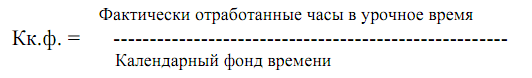 Фактически отработанные часы в урочное время
Кк.ф. = ------------------------------------------------------
Календарный фонд времени